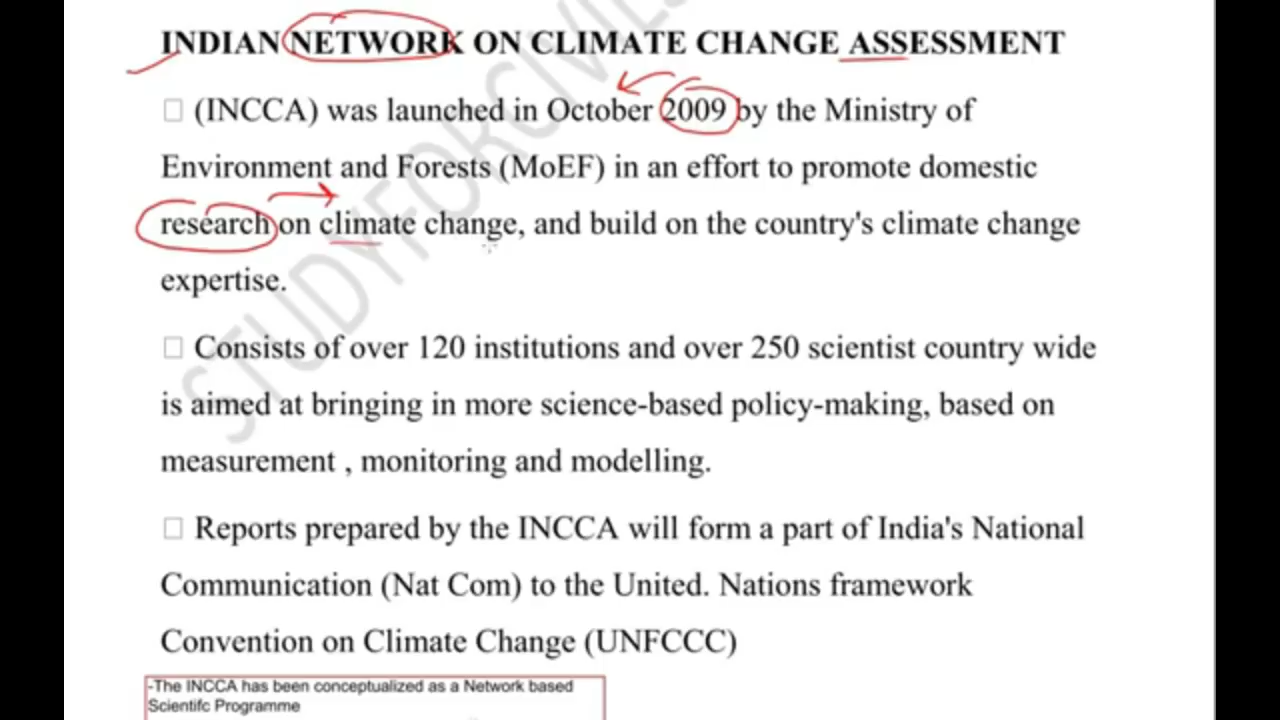 INDIAN NETWORK ON CLIMATE CHANGE ASSESSMENT
(INCCA) was launched in October 2009 by the Ministry of
Environment and Forests (MoEF) in an effort to promote domestic
research on climate change, and build on the country's climate change
expertise.
Consists of over 120 institutions and over 250 scientist country wide
is aimed at bringing in more science-based policy-making, based on
measurement , monitoring and modelling.
Reports prepared by the INCCA will form a part of India's National
Communication (Nat Com) to the United. Nations framework
Convention on Climate Change (UNFCCC)
-The INCCA has been conceptualized as a Network based
Scientifc Programme
STUDYFORCIVILS